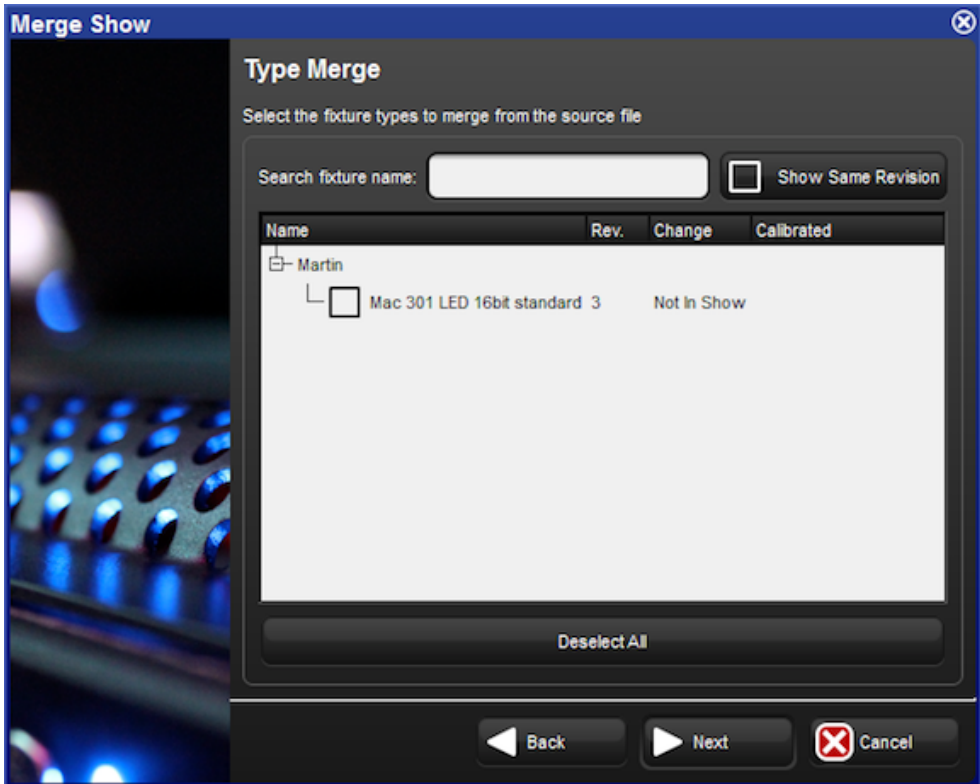 Merge Show
Type Merge
Select the fixture types to merge from the source file
Search fixture name: Show Same Revision
Name Rev. Change Calibrated
Martin
Mac 301 LED 16bit standard 3 Not In Show
Deselect All
Back Next Cancel